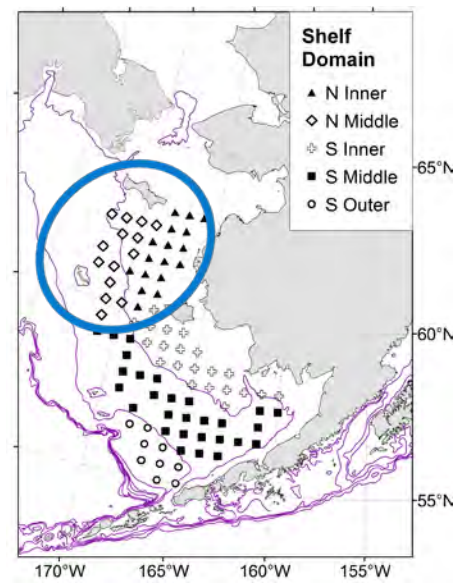 Shelf
Domain
N Inner
N Middle
S Inner
S Middle
S Outer
65°N
60°N
55°N
170°W 165°W 160°W 155°W